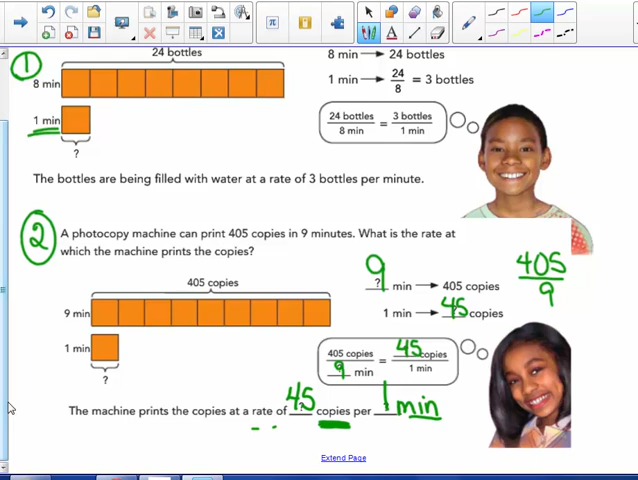 ①
24 bottles
8 min
1 min
?
8 min → 24 bottles
1 min → 24/8 = 3 bottles
24 bottles/8 min = 3 bottles/1 min
The bottles are being filled with water at a rate of 3 bottles per minute.
②
A photocopy machine can print 405 copies in 9 minutes. What is the rate at
which the machine prints the copies?
405 copies
9 min
1 min
?
9 ? min → 405 copies
1 min → 45 ? copies
405/9
405 copies/9 min = 45 copies/1 min
The machine prints the copies at a rate of 45 ? copies per 1 ? min
Extend Page